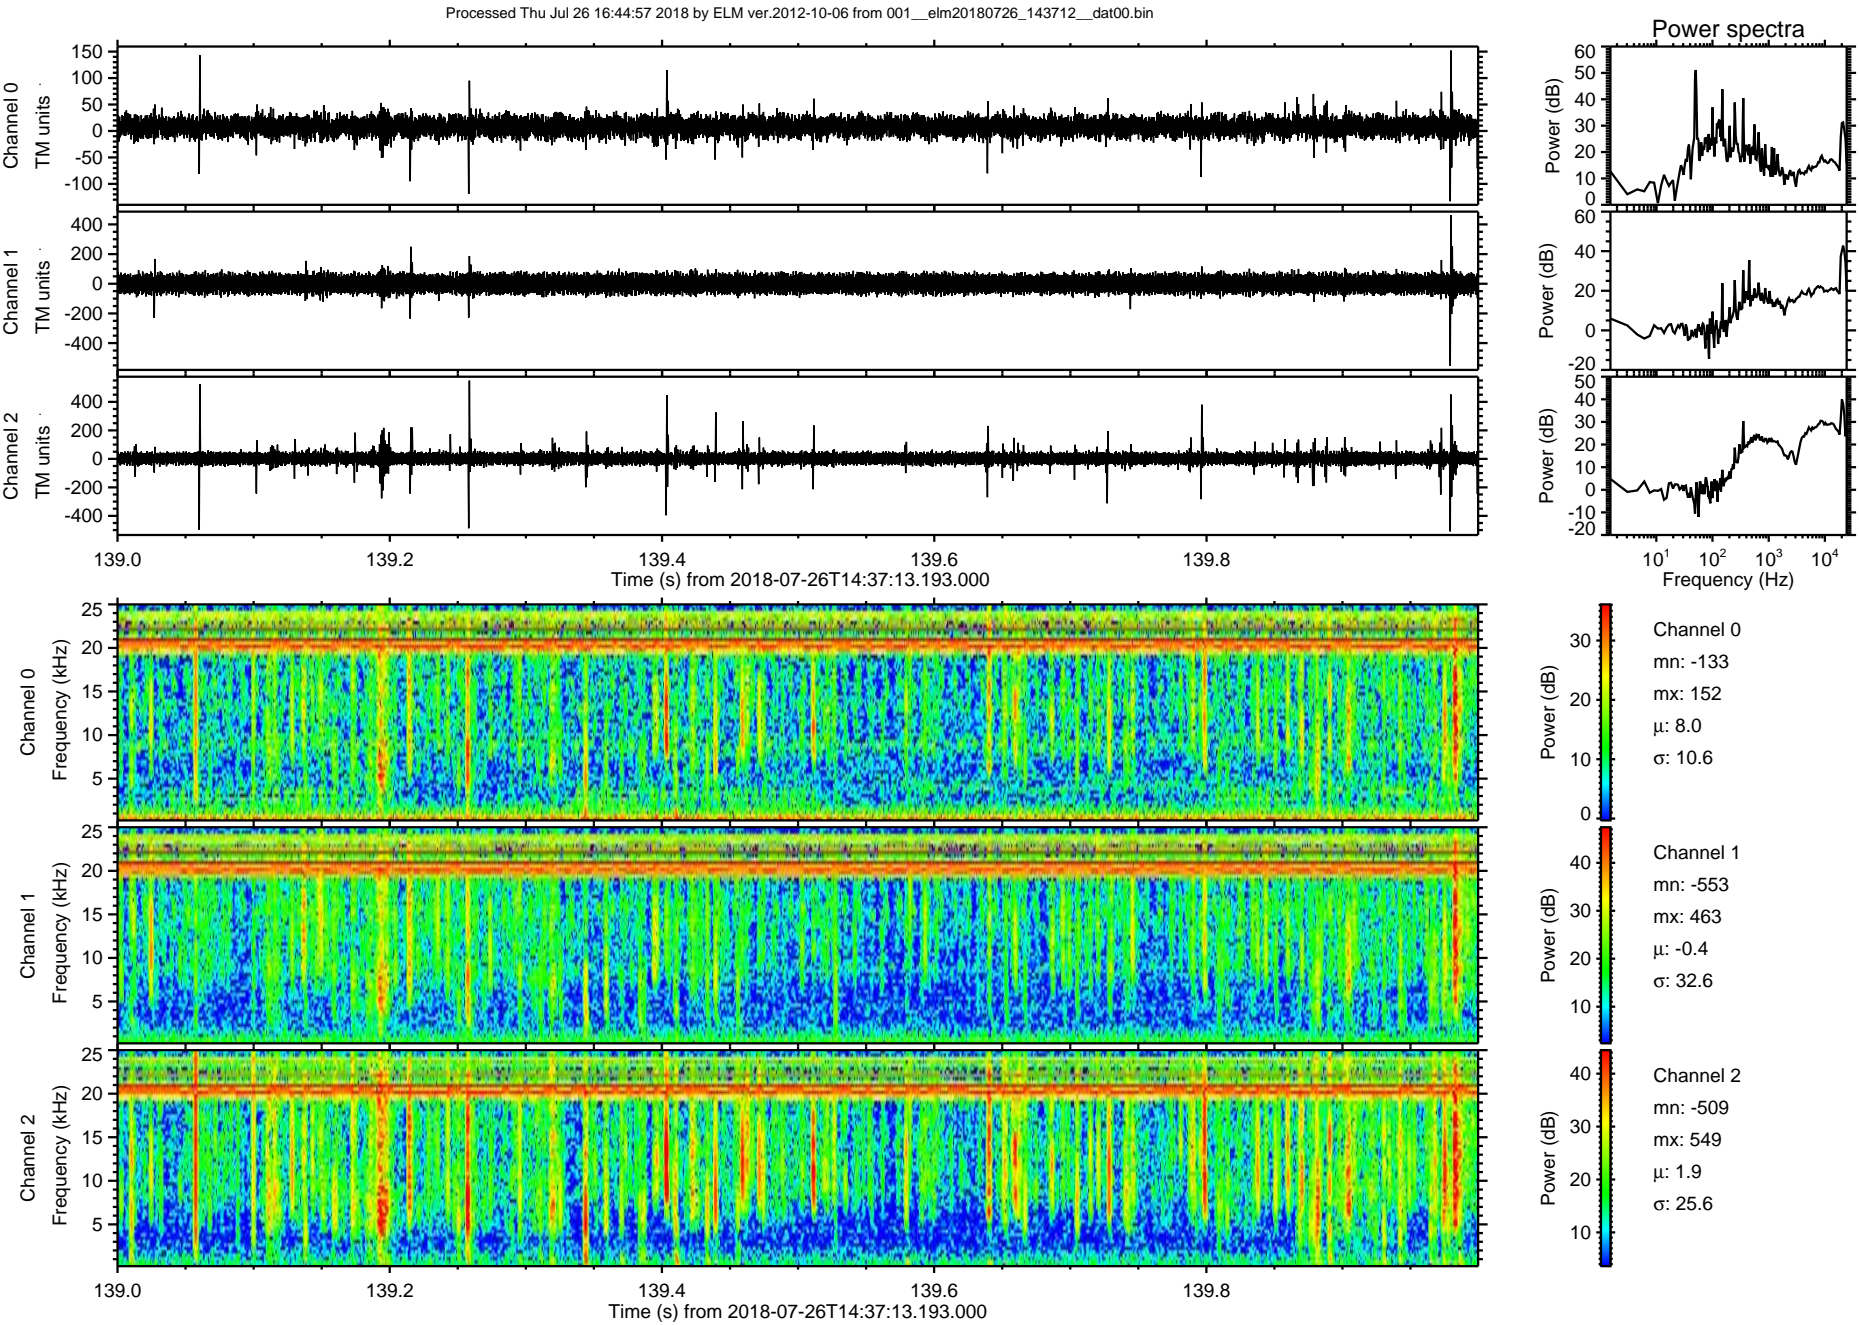 Processed Thu Jul 26 16:44:57 2018 by ELM ver.2012-10-06 from 001__elm20180726_143712__dat00.bin
Power spectra
Channel 0
TM units
150
100
50
0
-50
-100
Power (dB)
60
50
40
30
20
10
0
Channel 1
TM units
400
200
0
-200
-400
Power (dB)
60
40
20
0
-20
Channel 2
TM units
400
200
0
-200
-400
Power (dB)
50
40
30
20
10
0
-10
-20
139.0 139.2 139.4 139.6 139.8
Time (s) from 2018-07-26T14:37:13.193.000
10¹ 10² 10³ 10⁴
Frequency (Hz)
Channel 0
Frequency (kHz)
25
20
15
10
5
Power (dB)
30
20
10
0
Channel 0
mn: -133
mx: 152
μ: 8.0
σ: 10.6
Channel 1
Frequency (kHz)
25
20
15
10
5
Power (dB)
40
30
20
10
Channel 1
mn: -553
mx: 463
μ: -0.4
σ: 32.6
Channel 2
Frequency (kHz)
25
20
15
10
5
Power (dB)
40
30
20
10
Channel 2
mn: -509
mx: 549
μ: 1.9
σ: 25.6
139.0 139.2 139.4 139.6 139.8
Time (s) from 2018-07-26T14:37:13.193.000